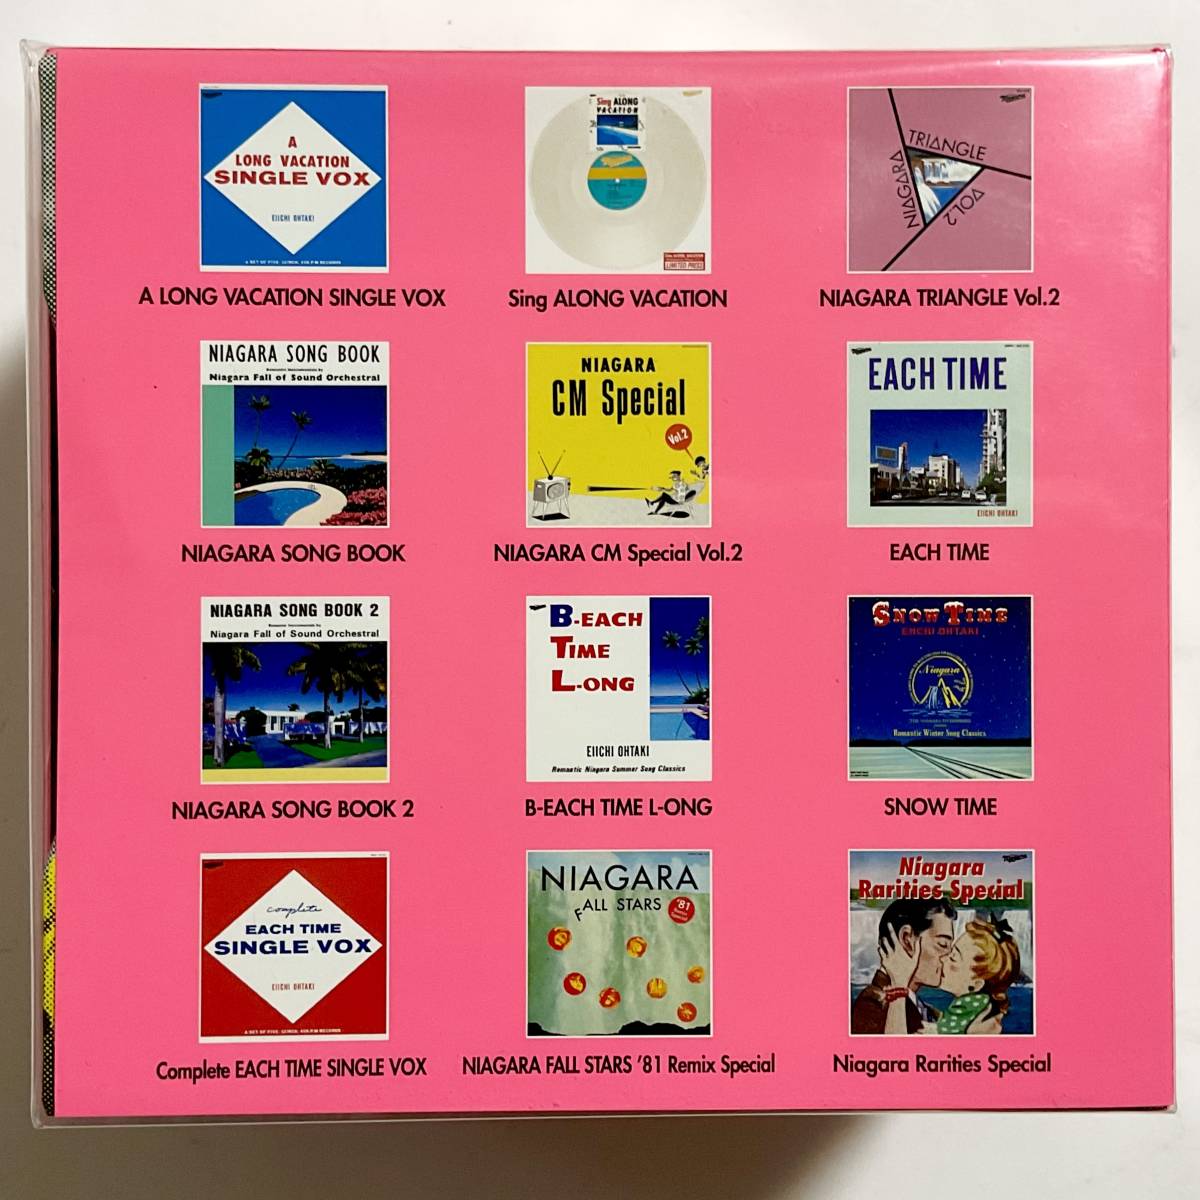 A
LONG VACATION
SINGLE VOX
EIICHI OHTAKI
A LONG VACATION SINGLE VOX
Sing ALONG
VACATION
LIMITED PRESS
Sing ALONG VACATION
NIAGARA
TRIANGLE
VOL.2
NIAGARA TRIANGLE Vol.2
NIAGARA SONG BOOK
Niagara Fall of Sound Orchestral
NIAGARA SONG BOOK
NIAGARA
CM Special
Vol.2
NIAGARA CM Special Vol.2
EACH TIME
EIICHI OHTAKI
EACH TIME
NIAGARA SONG BOOK 2
Niagara Fall of Sound Orchestral
NIAGARA SONG BOOK 2
B-EACH
TIME
L-ONG
EIICHI OHTAKI
Romantic Niagara Summer Song Classics
B-EACH TIME L-ONG
SNOW TIME
EIICHI OHTAKI
Niagara
Romantic Winter Song Classics
SNOW TIME
complete
EACH TIME
SINGLE VOX
EIICHI OHTAKI
Complete EACH TIME SINGLE VOX
NIAGARA
FALL STARS
'81
Remix
Special
NIAGARA FALL STARS '81 Remix Special
Niagara
Rarities Special
Niagara Rarities Special